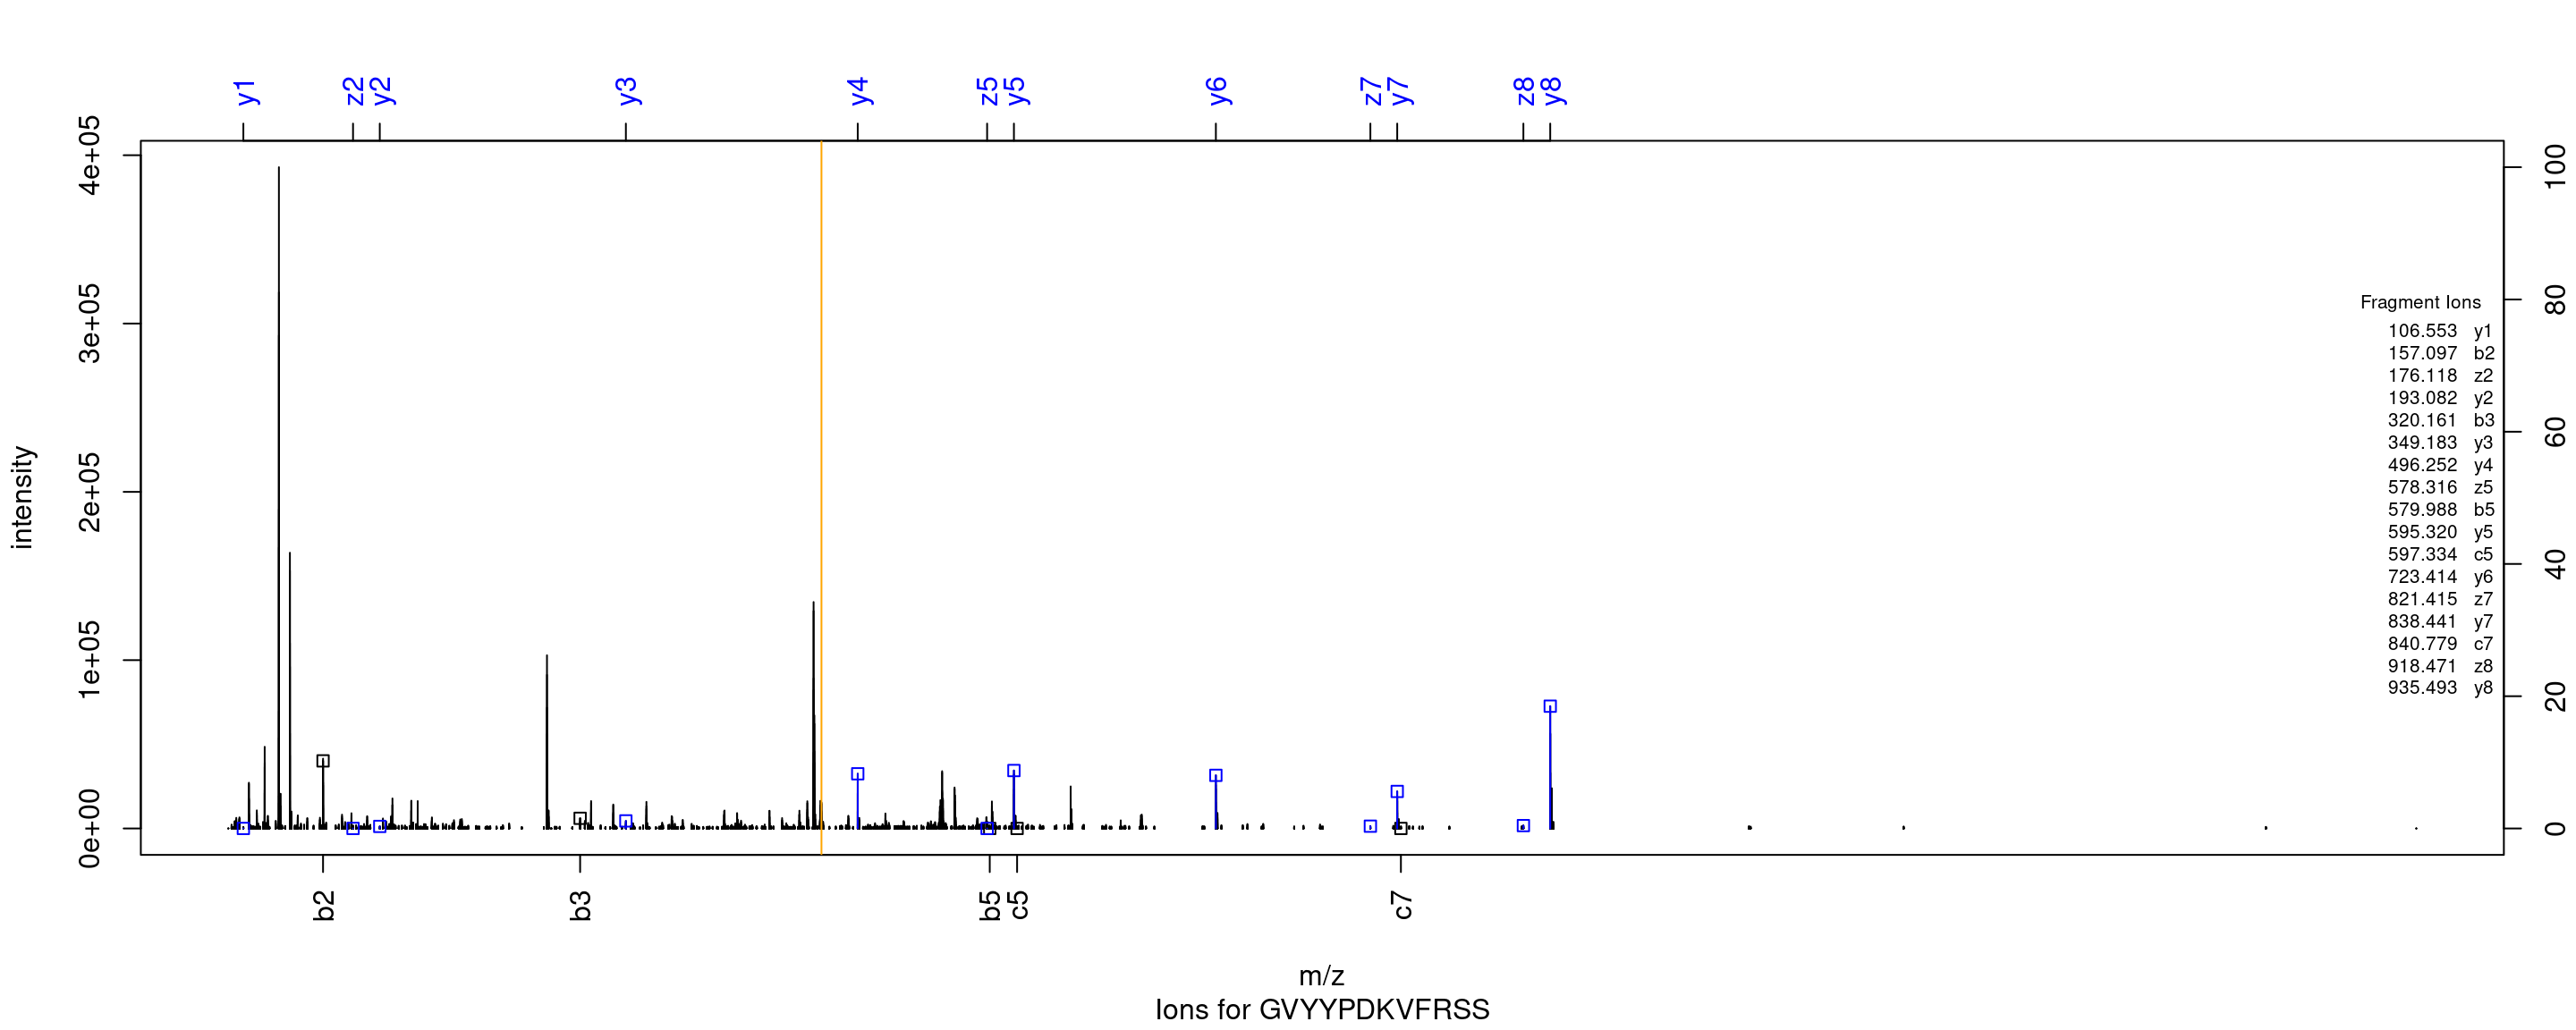 y1 z2 y2 y3 y4 z5 y5 y6 z7 y7 z8 y8
4e+05
3e+05
2e+05
1e+05
0e+00
intensity
100
80
60
40
20
0
Fragment Ions
106.553 y1
157.097 b2
176.118 z2
193.082 y2
320.161 b3
349.183 y3
496.252 y4
578.316 z5
579.988 b5
595.320 y5
597.334 c5
723.414 y6
821.415 z7
838.441 y7
840.779 c7
918.471 z8
935.493 y8
b2 b3 b5 c5 c7
m/z
Ions for GVYYPDKVFRSS